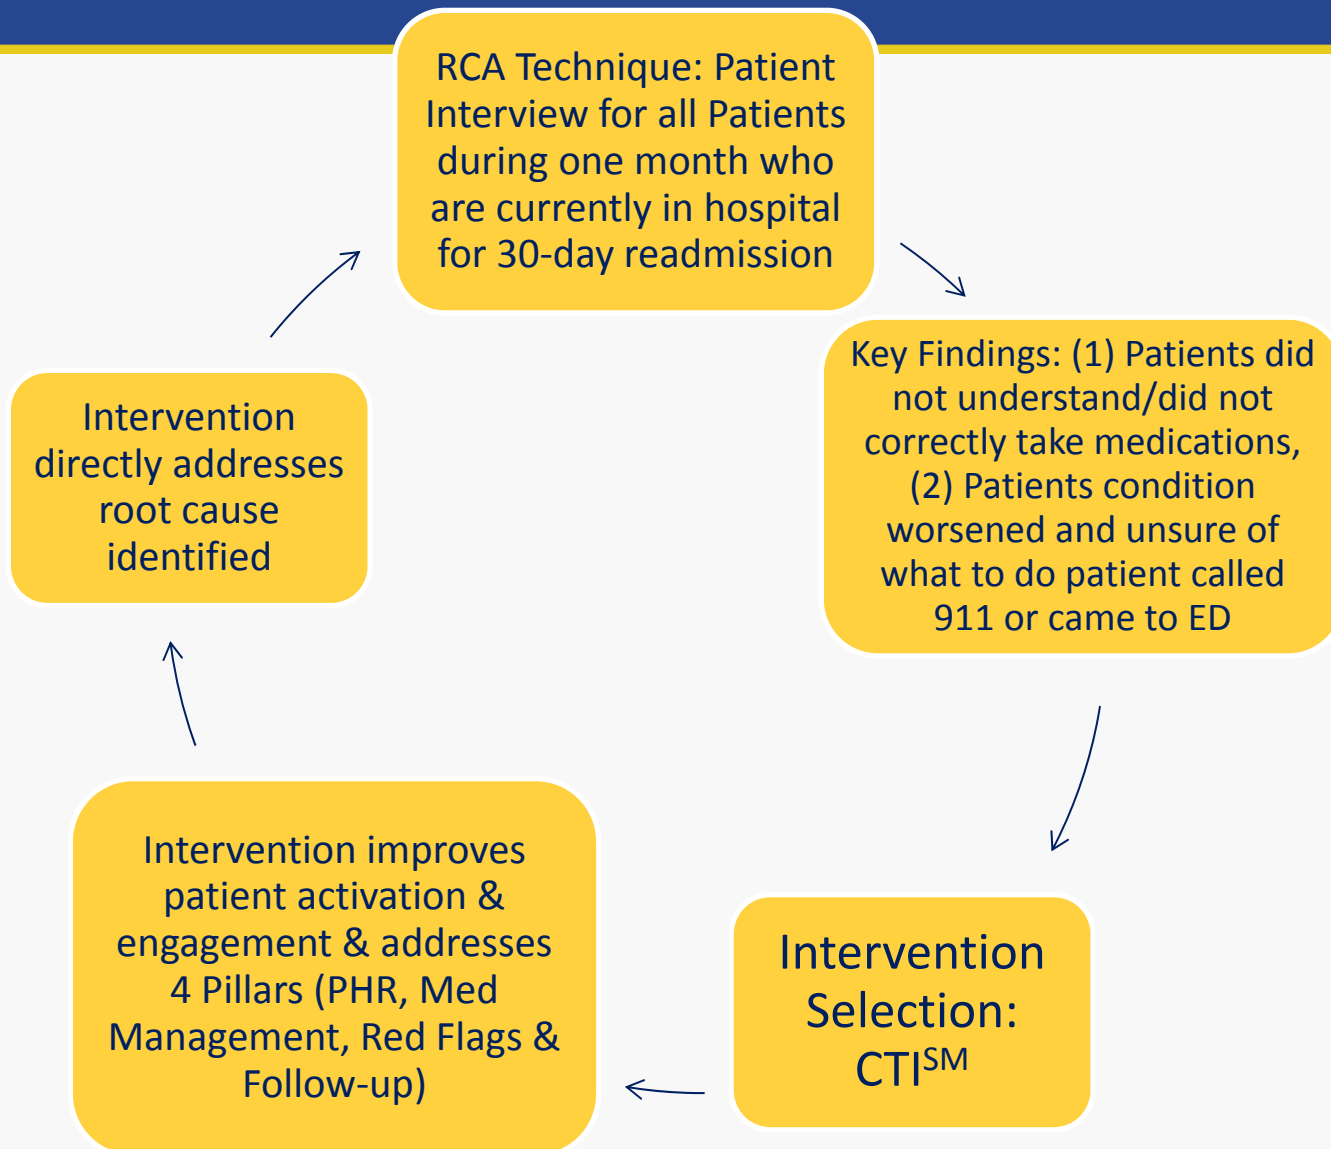 RCA Technique: Patient
Interview for all Patients
during one month who
are currently in hospital
for 30-day readmission
Key Findings: (1) Patients did
not understand/did not
correctly take medications,
(2) Patients condition
worsened and unsure of
what to do patient called
911 or came to ED
Intervention
Selection:
CTI℠
Intervention improves
patient activation &
engagement & addresses
4 Pillars (PHR, Med
Management, Red Flags &
Follow-up)
Intervention
directly addresses
root cause
identified